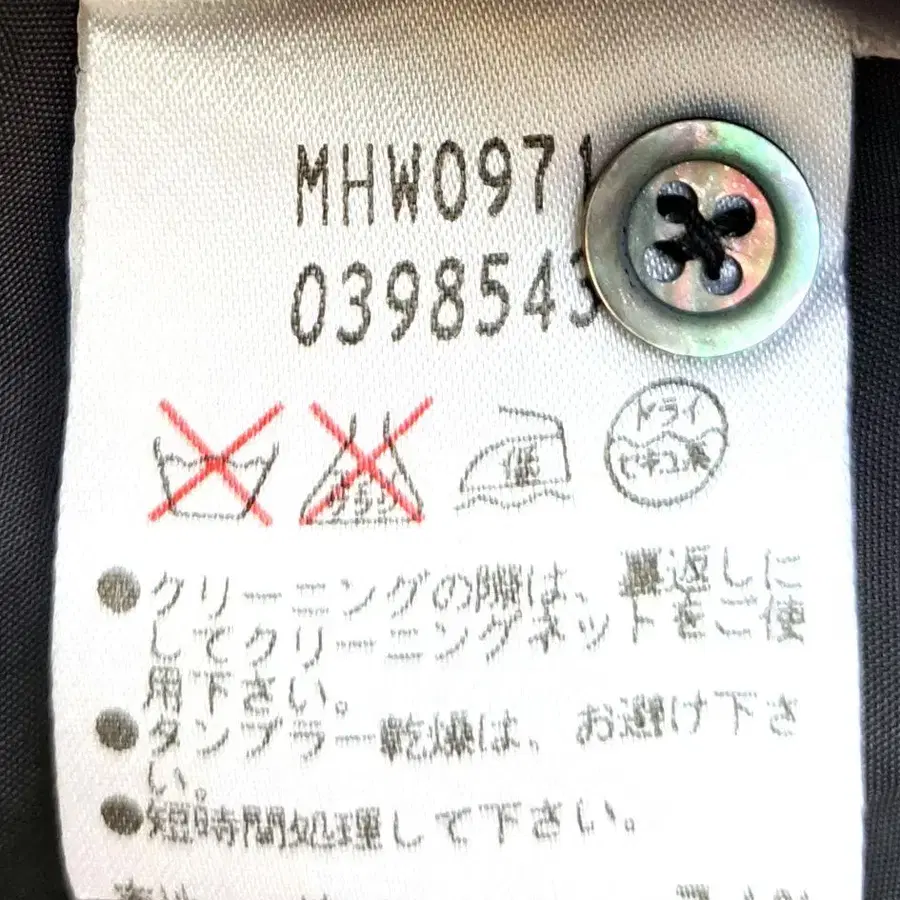 MHW0971
039854
低
ドライ
セキユ系
●クリーニングの際は、裏返しに
してクリーニングネットをご使
用下さい。
●タンブラー乾燥は、お避け下さ
い。
●短時間処理して下さい。